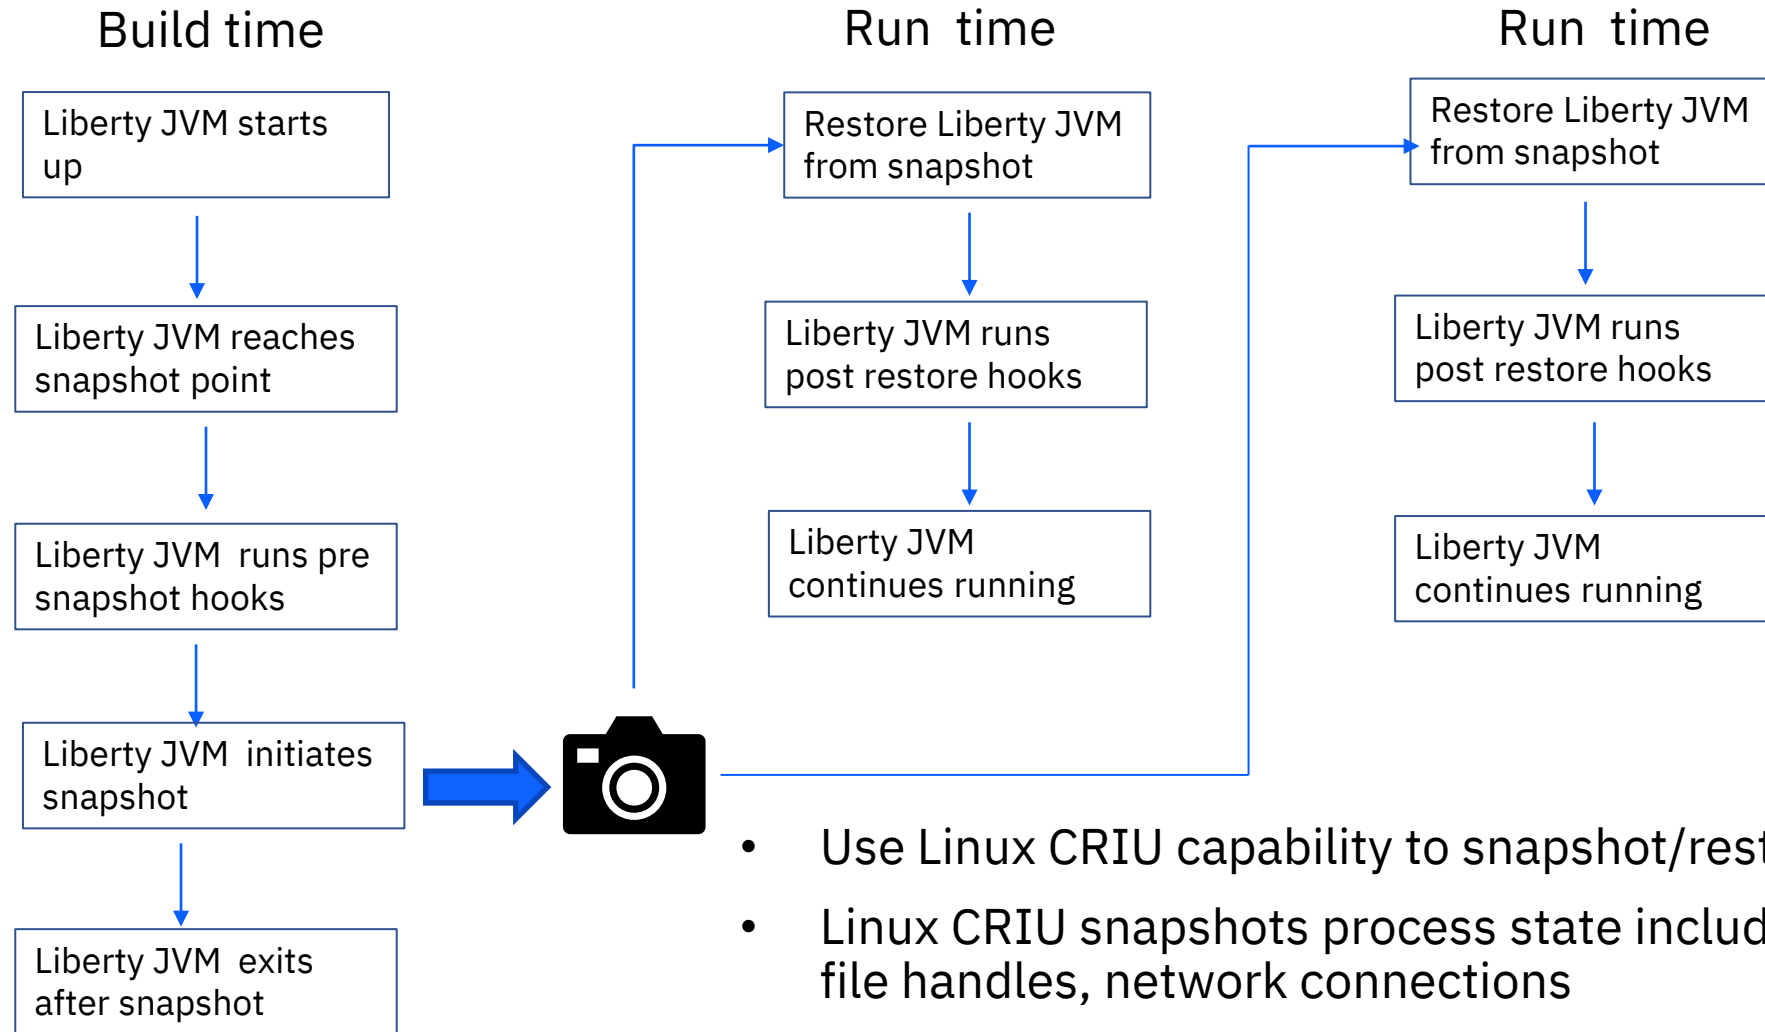 Build time
Liberty JVM starts
up
Liberty JVM reaches
snapshot point
Liberty JVM runs pre
snapshot hooks
Liberty JVM initiates
snapshot
Liberty JVM exits
after snapshot
Run time
Restore Liberty JVM
from snapshot
Liberty JVM runs
post restore hooks
Liberty JVM
continues running
Run time
Restore Liberty JVM
from snapshot
Liberty JVM runs
post restore hooks
Liberty JVM
continues running
• Use Linux CRIU capability to
• Linux CRIU snapshots process state
file handles, network connections